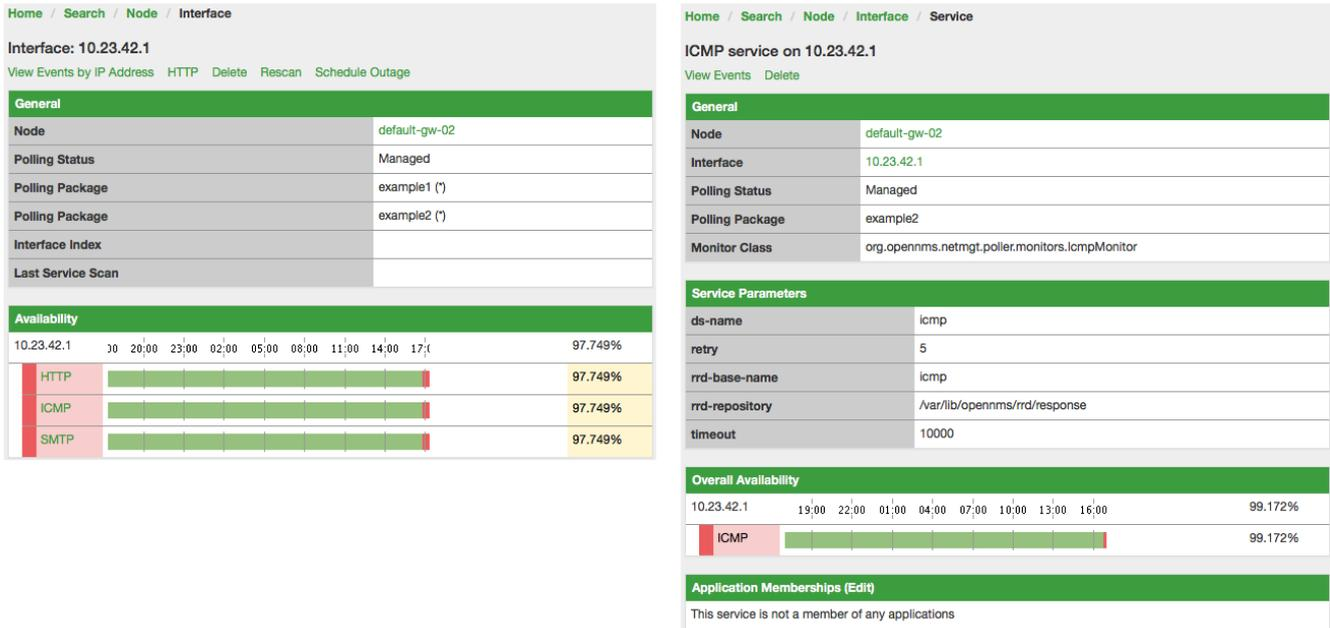 Home / Search / Node / Interface
Interface: 10.23.42.1
View Events by IP Address HTTP Delete Rescan Schedule Outage
General
Node default-gw-02
Polling Status Managed
Polling Package example1 (*)
Polling Package example2 (*)
Interface Index
Last Service Scan
Availability
10.23.42.1 00 20:00 23:00 02:00 05:00 08:00 11:00 14:00 17:( 97.749%
HTTP 97.749%
ICMP 97.749%
SMTP 97.749%
Home / Search / Node / Interface / Service
ICMP service on 10.23.42.1
View Events Delete
General
Node default-gw-02
Interface 10.23.42.1
Polling Status Managed
Polling Package example2
Monitor Class org.opennms.netmgt.poller.monitors.IcmpMonitor
Service Parameters
ds-name icmp
retry 5
rrd-base-name icmp
rrd-repository /var/lib/opennms/rrd/response
timeout 10000
Overall Availability
10.23.42.1 19:00 22:00 01:00 04:00 07:00 10:00 13:00 16:00 99.172%
ICMP 99.172%
Application Memberships (Edit)
This service is not a member of any applications